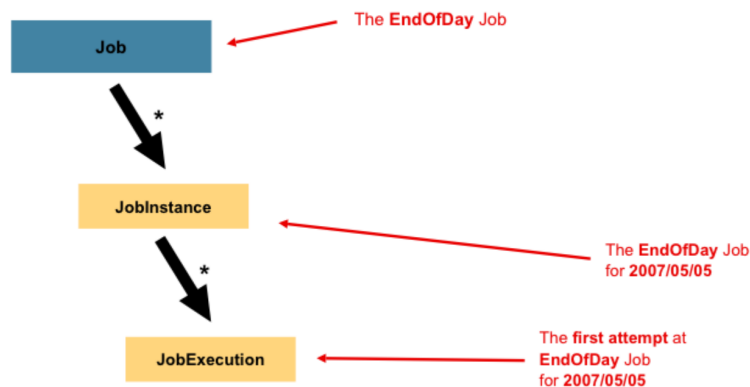 The EndOfDay Job
Job
*
JobInstance
The EndOfDay Job
for 2007/05/05
*
The first attempt at
EndOfDay Job
for 2007/05/05
JobExecution